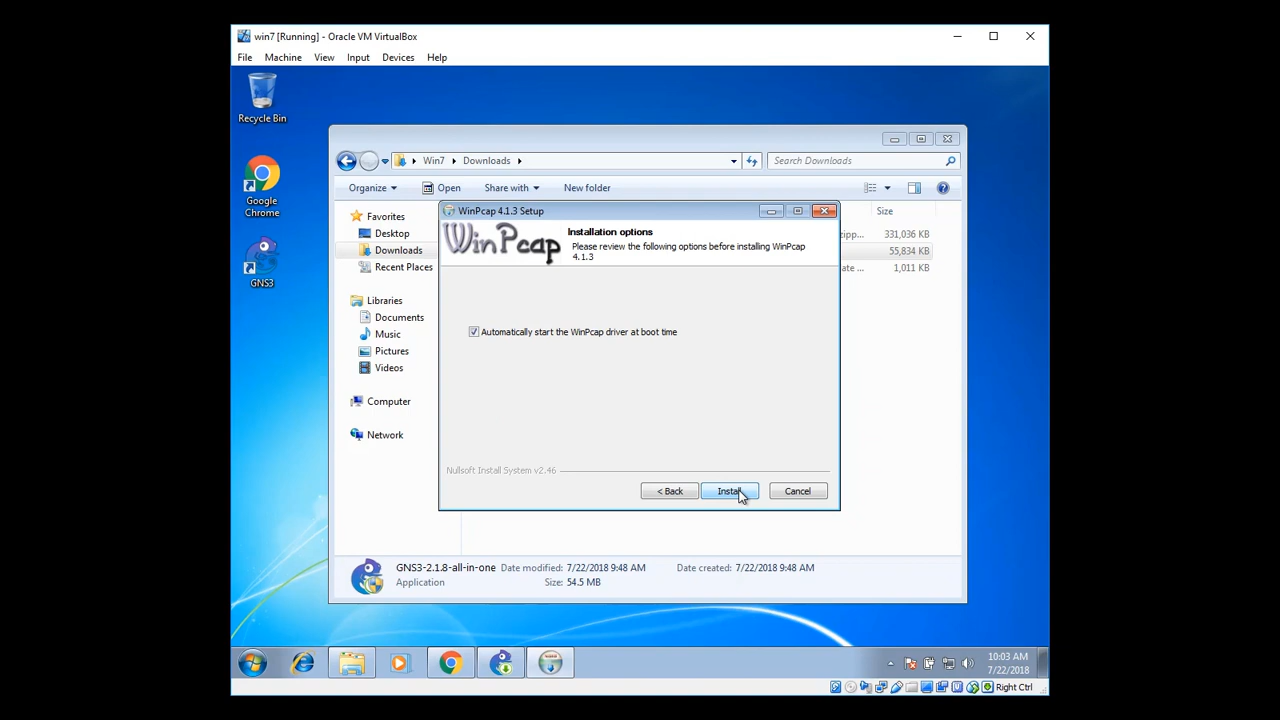 win7 [Running] - Oracle VM VirtualBox
File Machine View Input Devices Help
Recycle Bin
Google
Chrome
GNS3
Win7 Downloads
Search Downloads
Organize Open Share with New folder
Favorites
Desktop
Downloads
Recent Places
Libraries
Documents
Music
Pictures
Videos
Computer
Network
Size
zipp... 331,036 KB
55,834 KB
ate ... 1,011 KB
WinPcap 4.1.3 Setup
WinPcap
Installation options
Please review the following options before installing WinPcap
4.1.3
Automatically start the WinPcap driver at boot time
Nullsoft Install System v2.46
< Back Install Cancel
GNS3-2.1.8-all-in-one Date modified: 7/22/2018 9:48 AM Date created: 7/22/2018 9:48 AM
Application Size: 54.5 MB
10:03 AM
7/22/2018
Right Ctrl